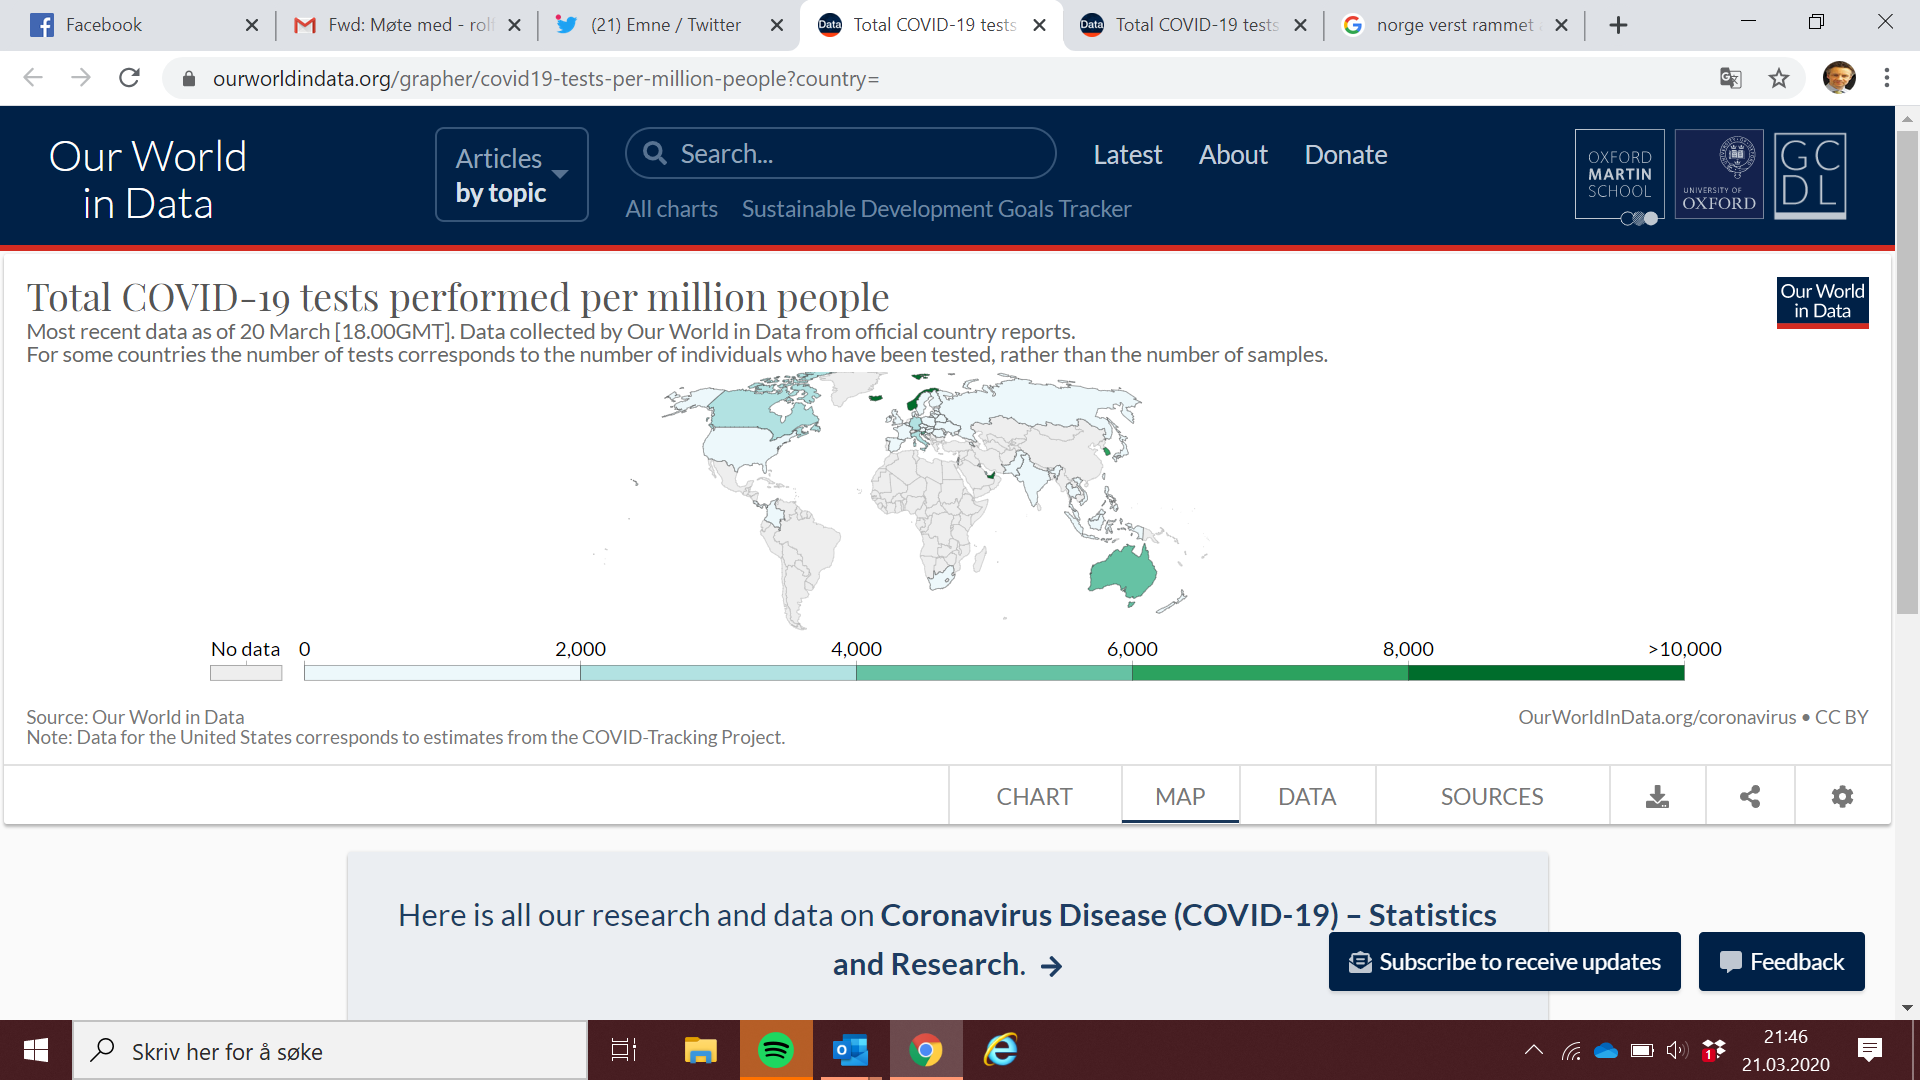 Facebook
Fwd: Møte med - rolf
(21) Emne / Twitter
Total COVID-19 tests
Total COVID-19 tests
norge verst rammet
ourworldindata.org/grapher/covid19-tests-per-million-people?country=
Our World
in Data
Articles
by topic
Search...
Latest
About
Donate
All charts
Sustainable Development Goals Tracker
OXFORD
MARTIN
SCHOOL
UNIVERSITY OF
OXFORD
GC
DL
Total COVID-19 tests performed per million people
Most recent data as of 20 March [18.00GMT]. Data collected by Our World in Data from official country reports.
For some countries the number of tests corresponds to the number of individuals who have been tested, rather than the number of samples.
Our World
in Data
No data 0 2,000 4,000 6,000 8,000 >10,000
Source: Our World in Data
OurWorldInData.org/coronavirus • CC BY
Note: Data for the United States corresponds to estimates from the COVID-Tracking Project.
CHART
MAP
DATA
SOURCES
Here is all our research and data on Coronavirus Disease (COVID-19) – Statistics
and Research. →
Subscribe to receive updates
Feedback
Skriv her for å søke
1
21:46
21.03.2020